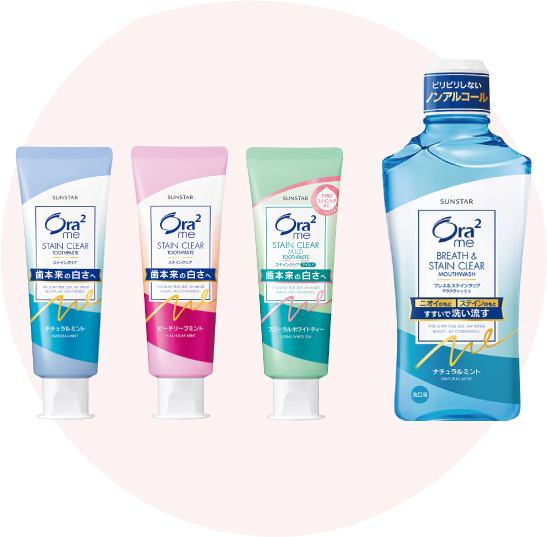 SUNSTAR
Ora2
me
STAIN CLEAR
TOOTHPASTE
ステインクリア
歯本来の白さへ
ナチュラルミント
NATURAL MINT
SUNSTAR
Ora2
me
STAIN CLEAR
TOOTHPASTE
ステインクリア
歯本来の白さへ
ピーチリーフミント
PEACH LEAF MINT
SUNSTAR
Ora2
me
STAIN CLEAR
MILD
TOOTHPASTE
ステインクリア
歯本来の白さへ
フローラルホワイトティー
FLORAL WHITE TEA
ピリピリしない
ノンアルコール
SUNSTAR
Ora2
me
BREATH &
STAIN CLEAR
MOUTHWASH
ブレス&ステインクリア
マウスウォッシュ
ニオイのもと ステインのもと
すすいで洗い流す
ナチュラルミント
NATURAL MINT
洗口液